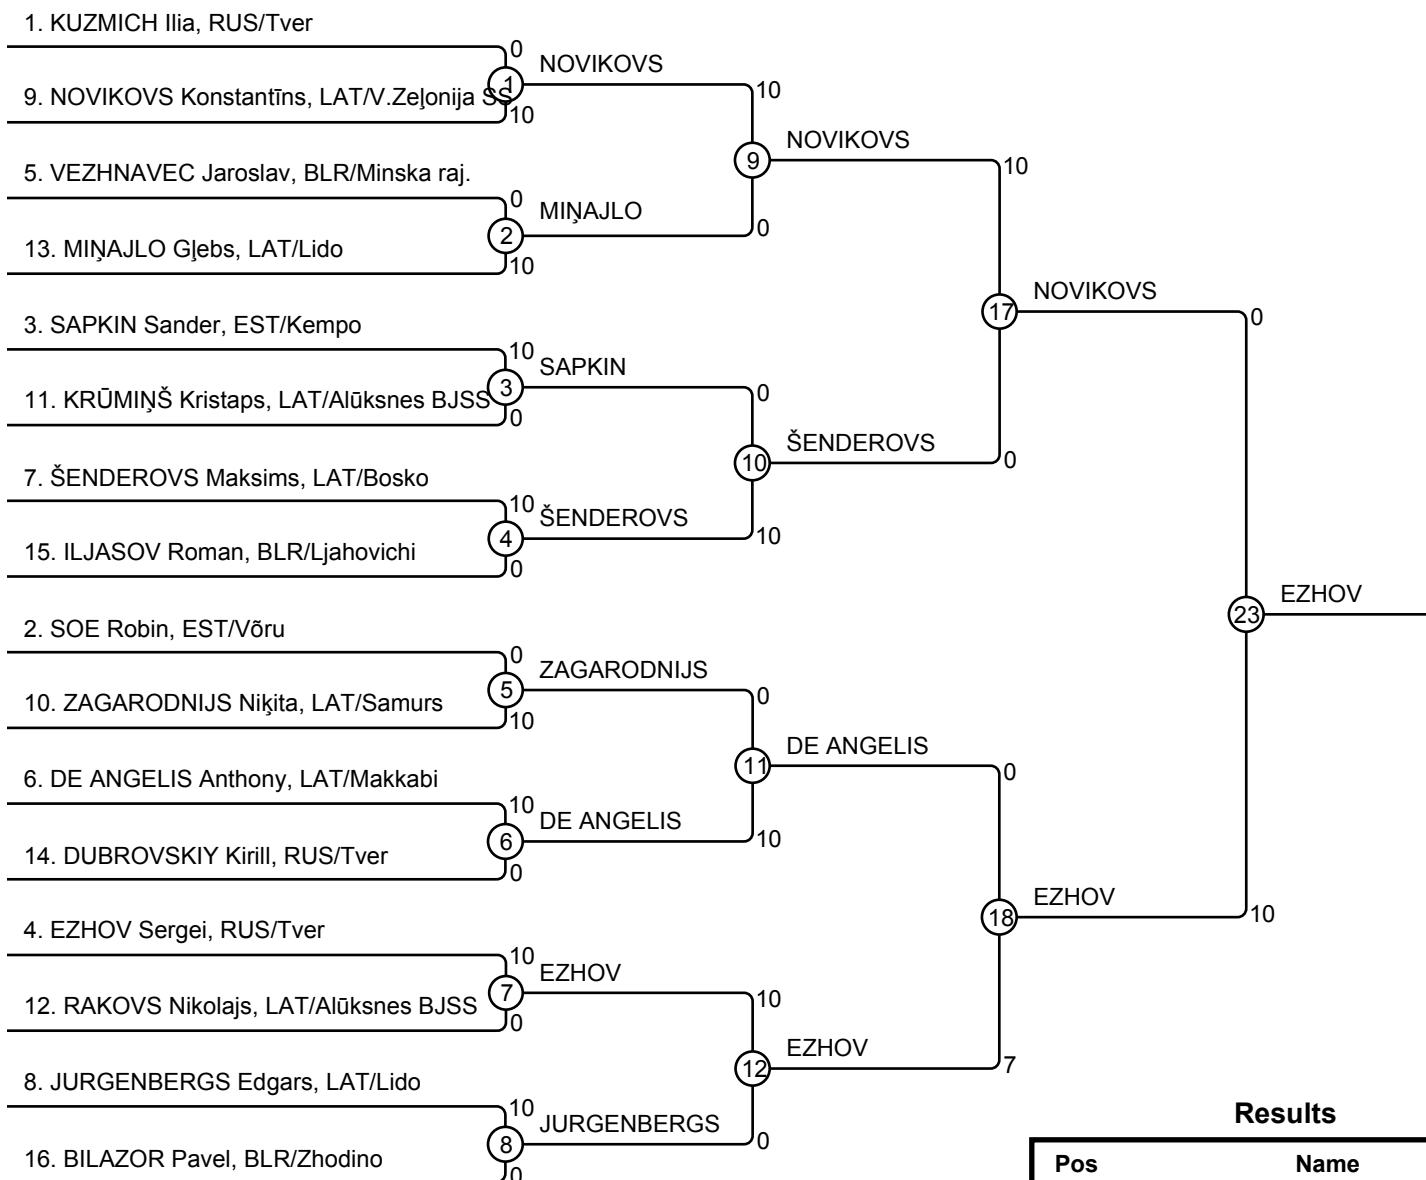 1. KUZMICH Ilia, RUS/Tver
0
1
NOVIKOVS
9. NOVIKOVS Konstantīns, LAT/V.Zeļonija SS
10
10
9
NOVIKOVS
5. VEZHNAVEC Jaroslav, BLR/Minska raj.
0
2
MIŅAJLO
0
13. MIŅAJLO Gļebs, LAT/Lido
10
10
17
NOVIKOVS
3. SAPKIN Sander, EST/Kempo
10
3
SAPKIN
11. KRŪMIŅŠ Kristaps, LAT/Alūksnes BJSS
0
0
10
ŠENDEROVS
0
7. ŠENDEROVS Maksims, LAT/Bosko
10
4
ŠENDEROVS
10
15. ILJASOV Roman, BLR/Ljahovichi
0
0
23
EZHOV
2. SOE Robin, EST/Võru
0
5
ZAGARODNIJS
10. ZAGARODNIJS Niķita, LAT/Samurs
10
0
11
DE ANGELIS
0
6. DE ANGELIS Anthony, LAT/Makkabi
10
6
DE ANGELIS
10
14. DUBROVSKIY Kirill, RUS/Tver
0
18
EZHOV
10
4. EZHOV Sergei, RUS/Tver
10
7
EZHOV
12. RAKOVS Nikolajs, LAT/Alūksnes BJSS
0
10
12
EZHOV
7
8. JURGENBERGS Edgars, LAT/Lido
10
8
JURGENBERGS
0
16. BILAZOR Pavel, BLR/Zhodino
0
Results
Pos Name